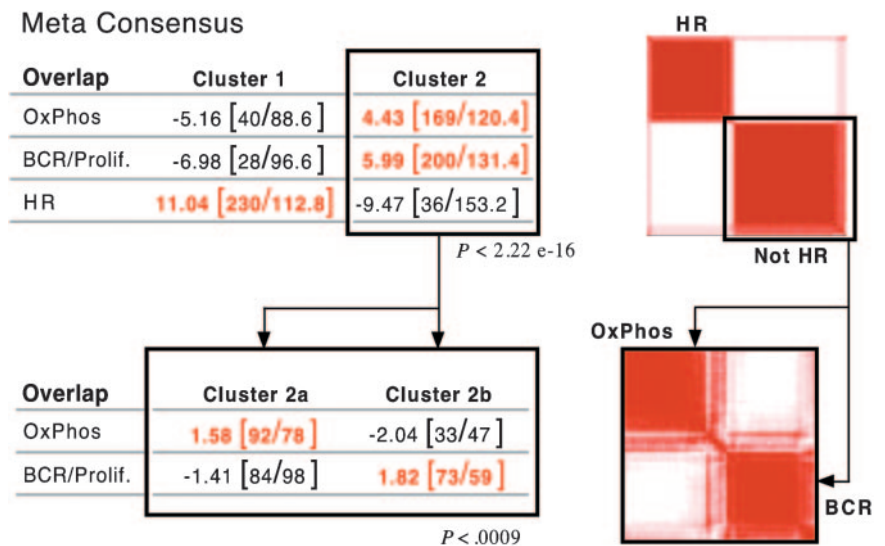 Meta Consensus
Overlap Cluster 1 Cluster 2
OxPhos -5.16 [40/88.6] 4.43 [169/120.4]
BCR/Prolif. -6.98 [28/96.6] 5.99 [200/131.4]
HR 11.04 [230/112.8] -9.47 [36/153.2]
P < 2.22 e-16
HR
Not HR
Overlap Cluster 2a Cluster 2b
OxPhos 1.58 [92/78] -2.04 [33/47]
BCR/Prolif. -1.41 [84/98] 1.82 [73/59]
P < .0009
OxPhos
BCR